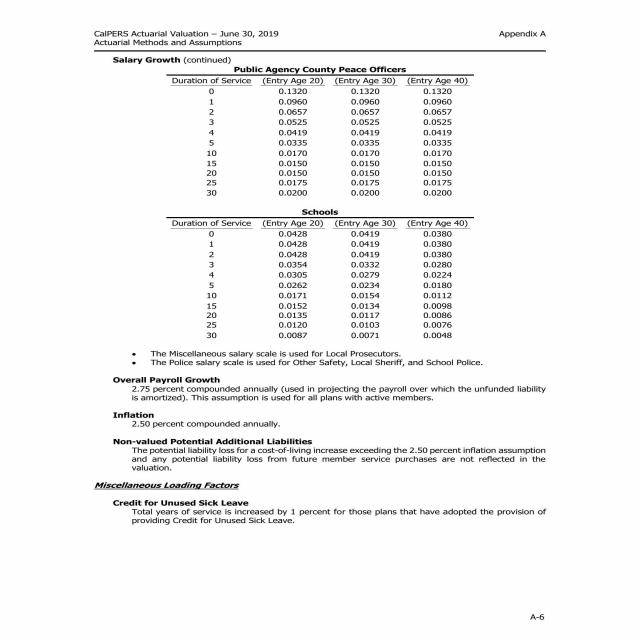 CalPERS Actuarial Valuation – June 30, 2019 Appendix A
Actuarial Methods and Assumptions
Salary Growth (continued)
Public Agency County Peace Officers
Duration of Service (Entry Age 20) (Entry Age 30) (Entry Age 40)
0 0.1320 0.1320 0.1320
1 0.0960 0.0960 0.0960
2 0.0657 0.0657 0.0657
3 0.0525 0.0525 0.0525
4 0.0419 0.0419 0.0419
5 0.0335 0.0335 0.0335
10 0.0170 0.0170 0.0170
15 0.0150 0.0150 0.0150
20 0.0150 0.0150 0.0150
25 0.0175 0.0175 0.0175
30 0.0200 0.0200 0.0200
Schools
Duration of Service (Entry Age 20) (Entry Age 30) (Entry Age 40)
0 0.0428 0.0419 0.0380
1 0.0428 0.0419 0.0380
2 0.0428 0.0419 0.0380
3 0.0354 0.0332 0.0280
4 0.0305 0.0279 0.0224
5 0.0262 0.0234 0.0180
10 0.0171 0.0154 0.0112
15 0.0152 0.0134 0.0098
20 0.0135 0.0117 0.0086
25 0.0120 0.0103 0.0076
30 0.0087 0.0071 0.0048
• The Miscellaneous salary scale is used for Local Prosecutors.
• The Police salary scale is used for Other Safety, Local Sheriff, and School Police.
Overall Payroll Growth
2.75 percent compounded annually (used in projecting the payroll over which the unfunded liability
is amortized). This assumption is used for all plans with active members.
Inflation
2.50 percent compounded annually.
Non-valued Potential Additional Liabilities
The potential liability loss for a cost-of-living increase exceeding the 2.50 percent inflation assumption
and any potential liability loss from future member service purchases are not reflected in the
valuation.
Miscellaneous Loading Factors
Credit for Unused Sick Leave
Total years of service is increased by 1 percent for those plans that have adopted the provision of
providing Credit for Unused Sick Leave.
A-6